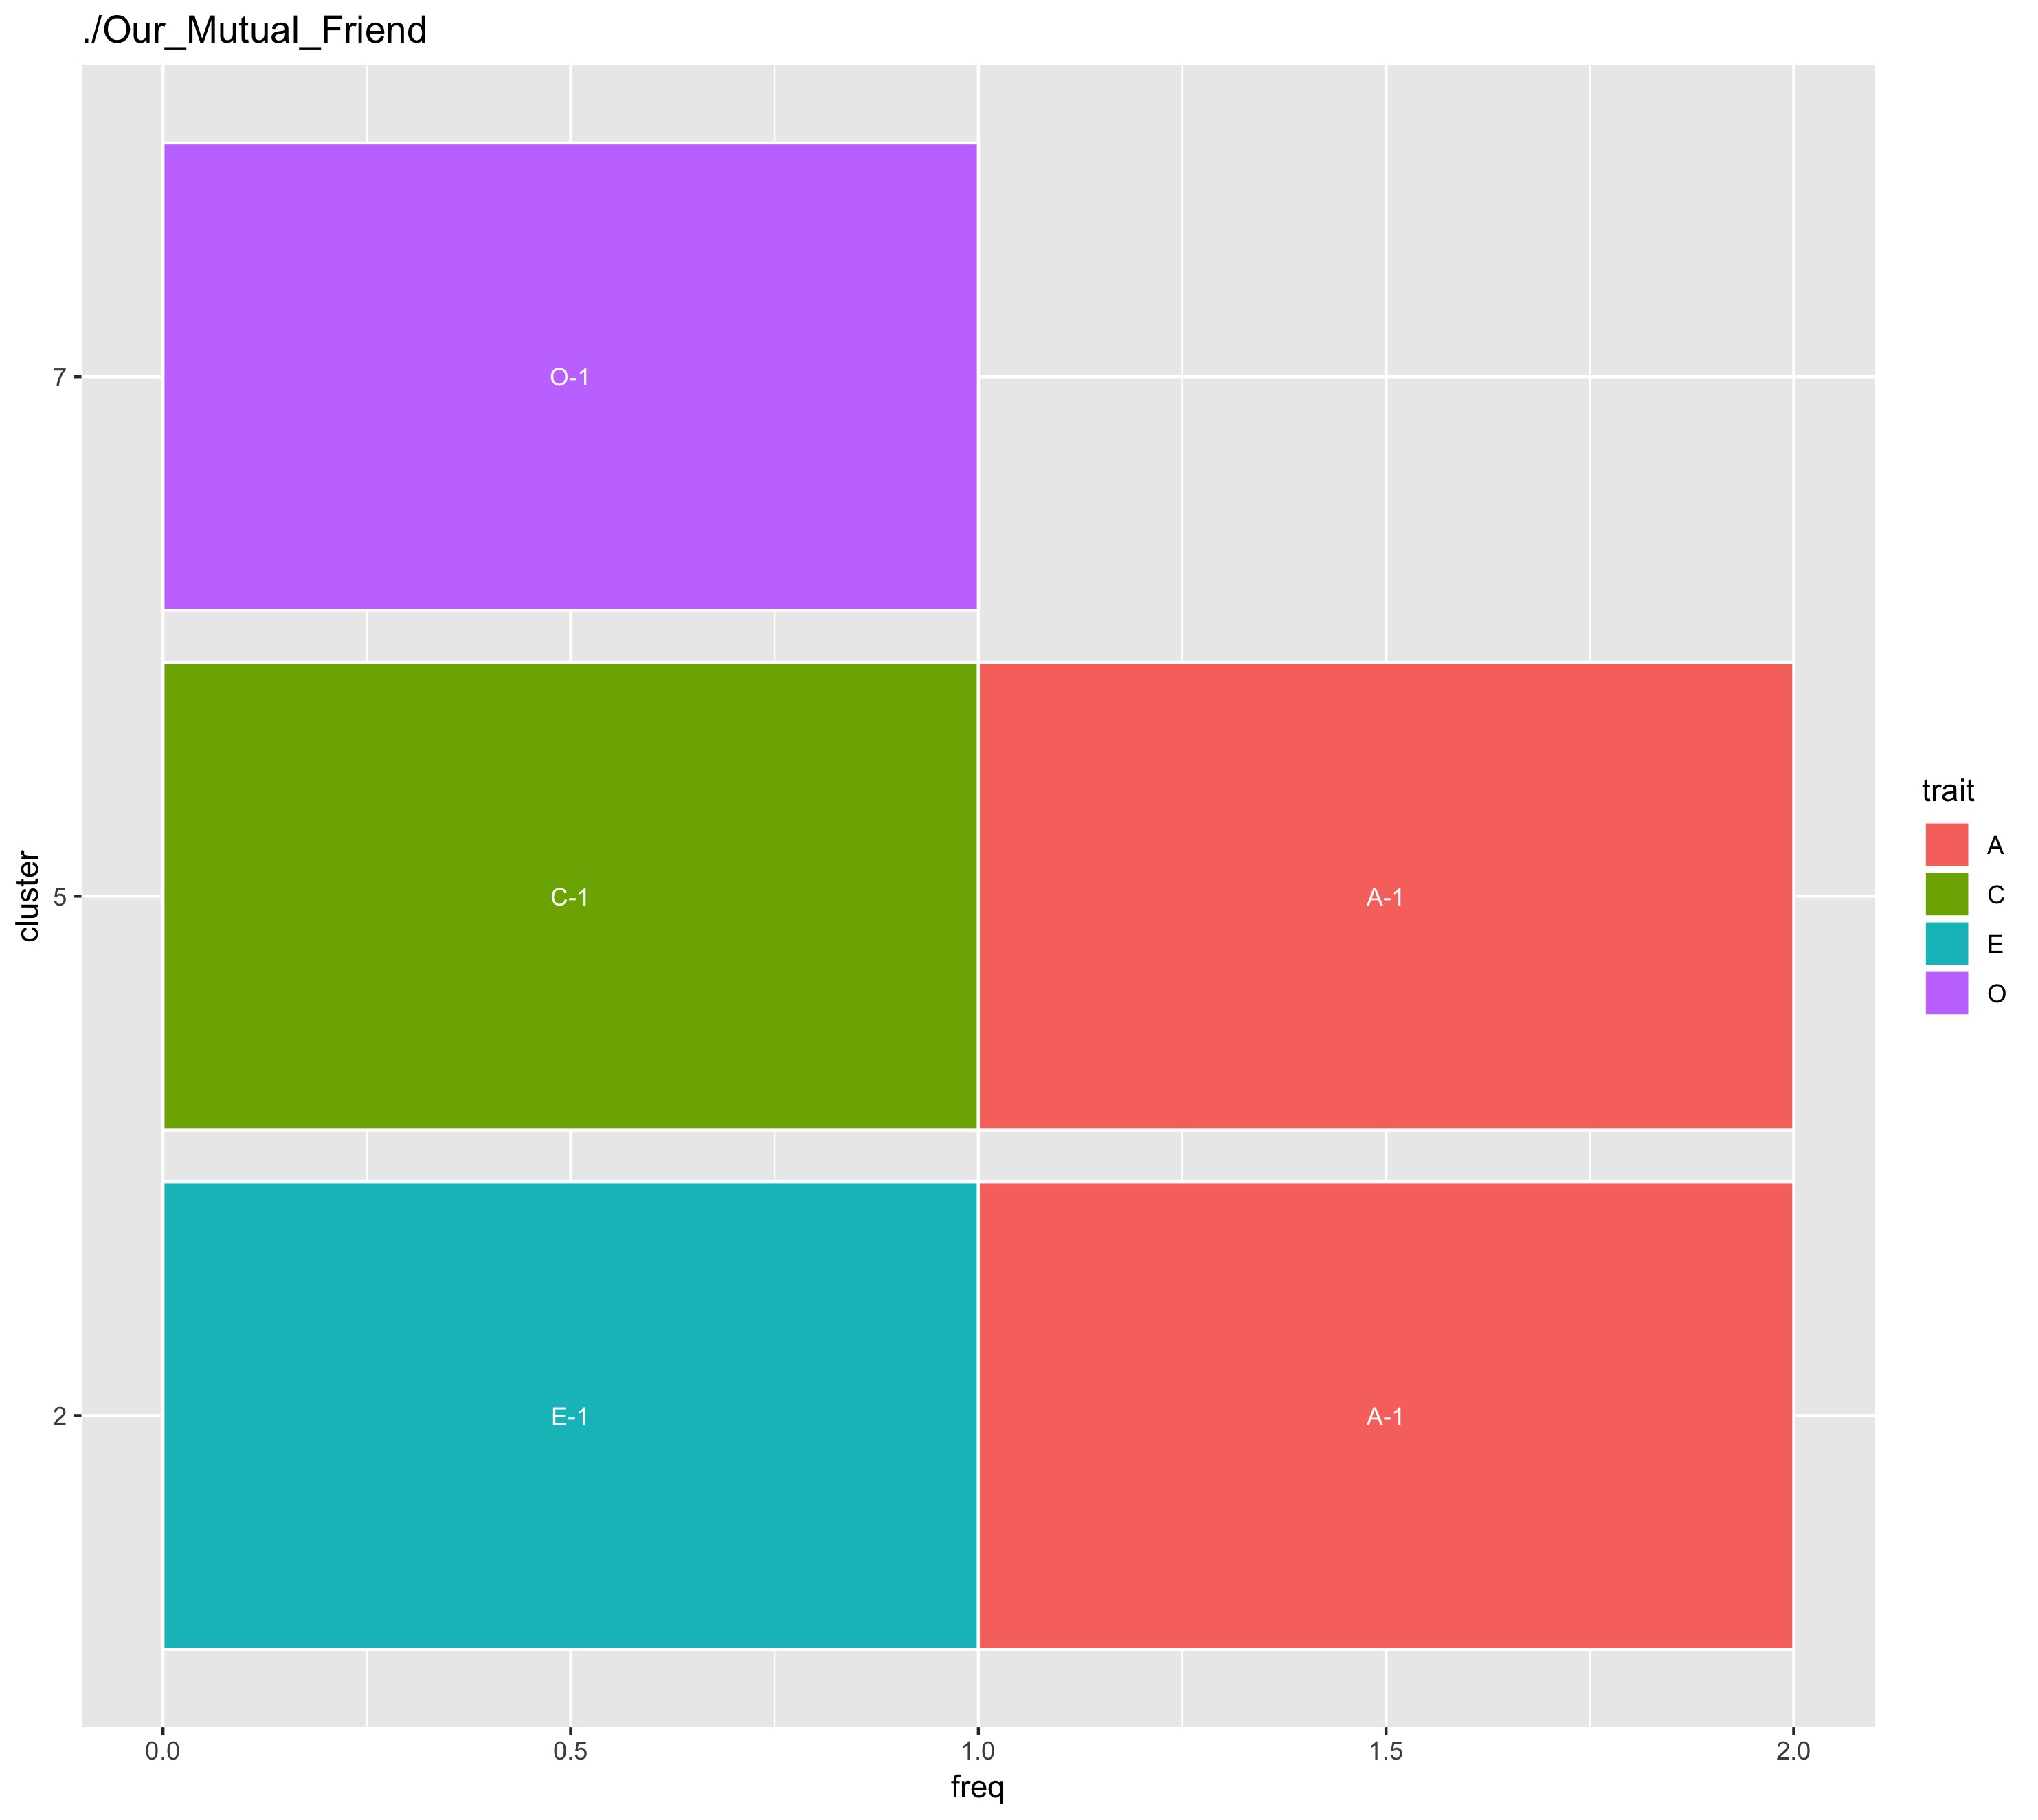 ./Our_Mutual_Friend
cluster
7
5
2
O-1
C-1
A-1
E-1
A-1
0.0
0.5
1.0
1.5
2.0
freq
trait
A
C
E
O